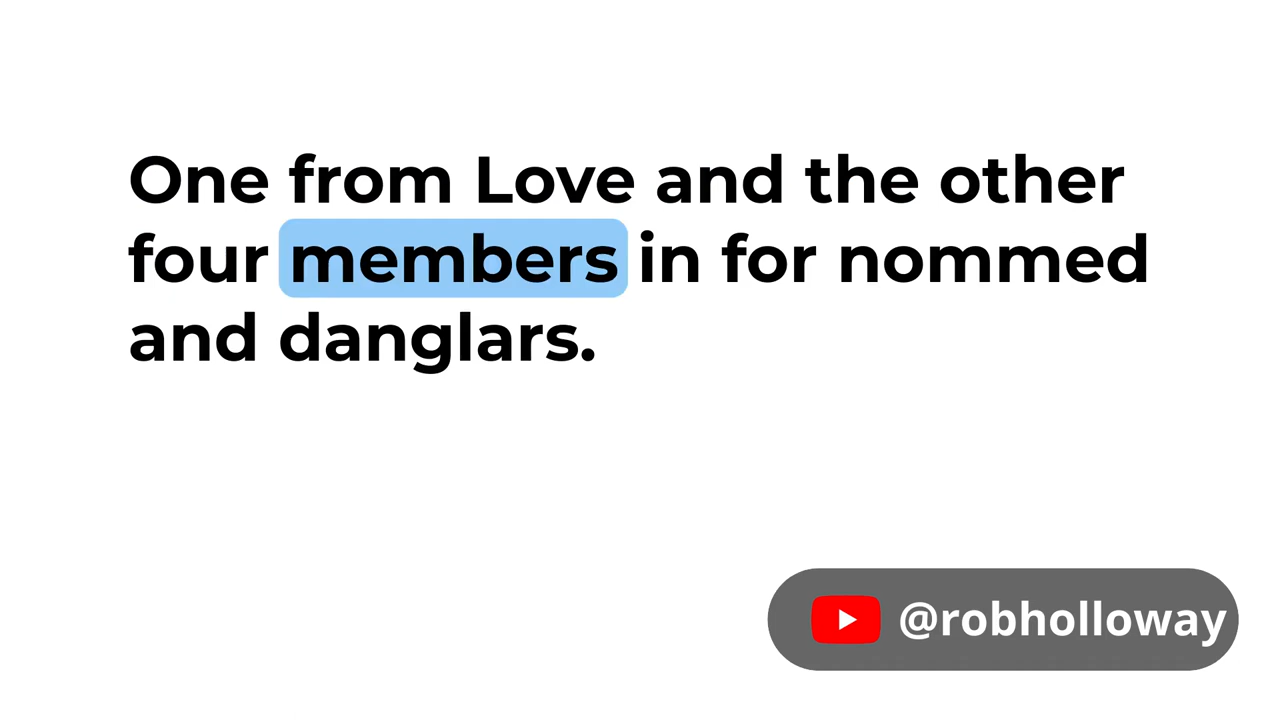 One from Love and the other
four members in for nommed
and danglars.
@robholloway